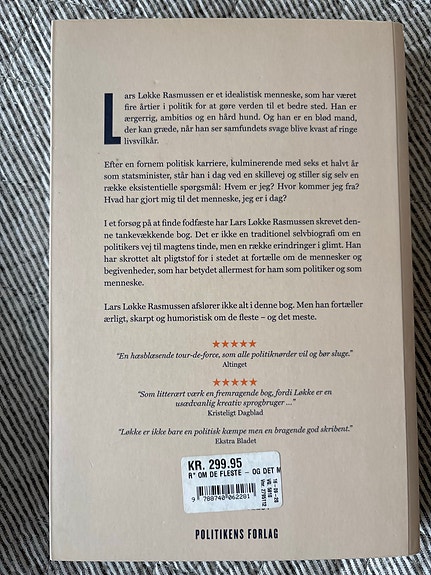 Lars Løkke Rasmussen er et idealistisk menneske, som har været
fire årtier i politik for at gøre verden til et bedre sted. Han er
ærgerrig, ambitiøs og en hård hund. Og han er en blød mand,
der kan græde, når han ser samfundets svage blive kvast af ringe
livsvilkår.
Efter en fornem politisk karriere, kulminerende med seks et halvt år
som statsminister, står han i dag ved en skillevej og stiller sig selv en
række eksistentielle spørgsmål: Hvem er jeg? Hvor kommer jeg fra?
Hvad har gjort mig til det menneske, jeg er i dag?
I et forsøg på at finde fodfæste har Lars Løkke Rasmussen skrevet den-
ne tankevækkende bog. Det er ikke en traditionel selvbiografi om en
politikers vej til magtens tinde, men en række erindringer i glimt. Han
har skrottet alt pligtstof for i stedet at fortælle om de mennesker og
begivenheder, som har betydet allermest for ham som politiker og som
menneske.
Lars Løkke Rasmussen afslører ikke alt i denne bog. Men han fortæller
ærligt, skarpt og humoristisk om de fleste – og det meste.
"En hæsblæsende tour-de-force, som alle politiknørder vil og bør sluge."
Altinget
"Som litterært værk en fremragende bog, fordi Løkke er en
usædvanlig kreativ sprogbruger ..."
Kristeligt Dagblad
"Løkke er ikke bare en politisk kæmpe men en bragende god skribent."
Ekstra Bladet
KR. 299.95
R* OM DE FLESTE - OG DET M
9 788740 062281
POLITIKENS FORLAG